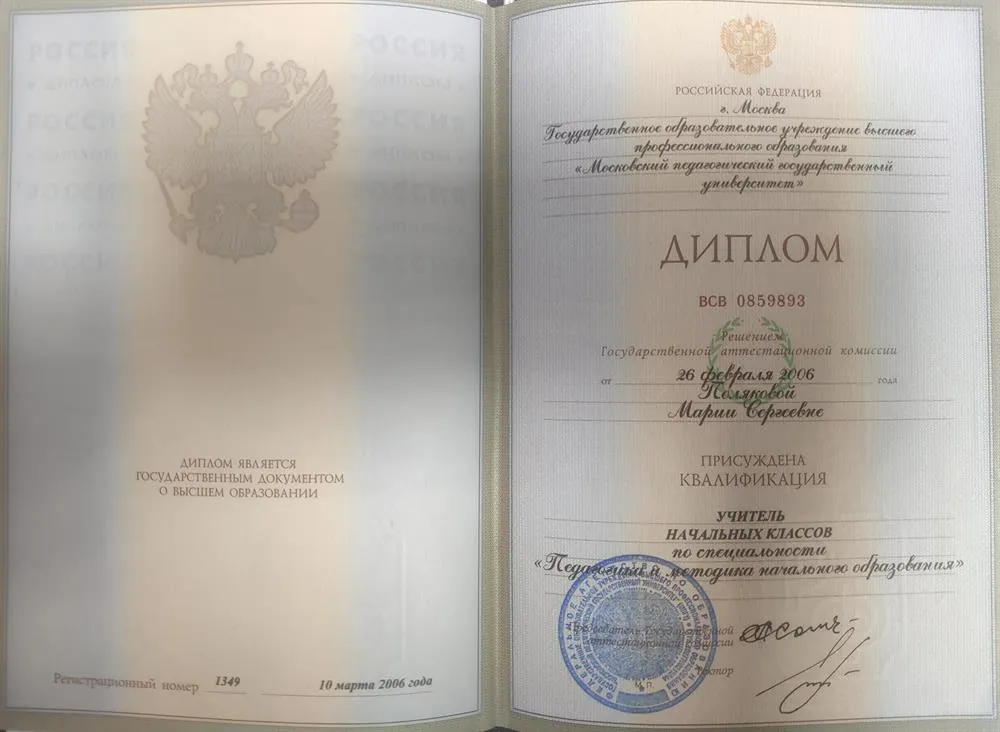 ДИПЛОМ ЯВЛЯЕТСЯ
ГОСУДАРСТВЕННЫМ ДОКУМЕНТОМ
О ВЫСШЕМ ОБРАЗОВАНИИ
Регистрационный номер 1349 10 марта 2006 года
РОССИЙСКАЯ ФЕДЕРАЦИЯ
г. Москва
Государственное образовательное учреждение высшего
профессионального образования
«Московский педагогический государственный
университет»
ДИПЛОМ
ВСВ 0859893
Решением
Государственной аттестационной комиссии
от 26 февраля 2006 года
Поляковой
Марии Сергеевне
ПРИСУЖДЕНА
КВАЛИФИКАЦИЯ
УЧИТЕЛЬ
НАЧАЛЬНЫХ КЛАССОВ
по специальности
«Педагогика и методика начального образования»
Председатель Государственной
аттестационной комиссии
Ректор
М.П.